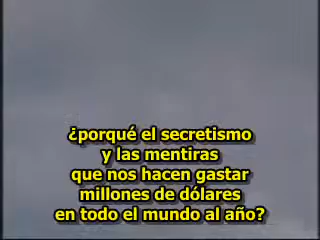 ¿porqué el secretismo
y las mentiras
que nos hacen gastar
millones de dólares
en todo el mundo al año?